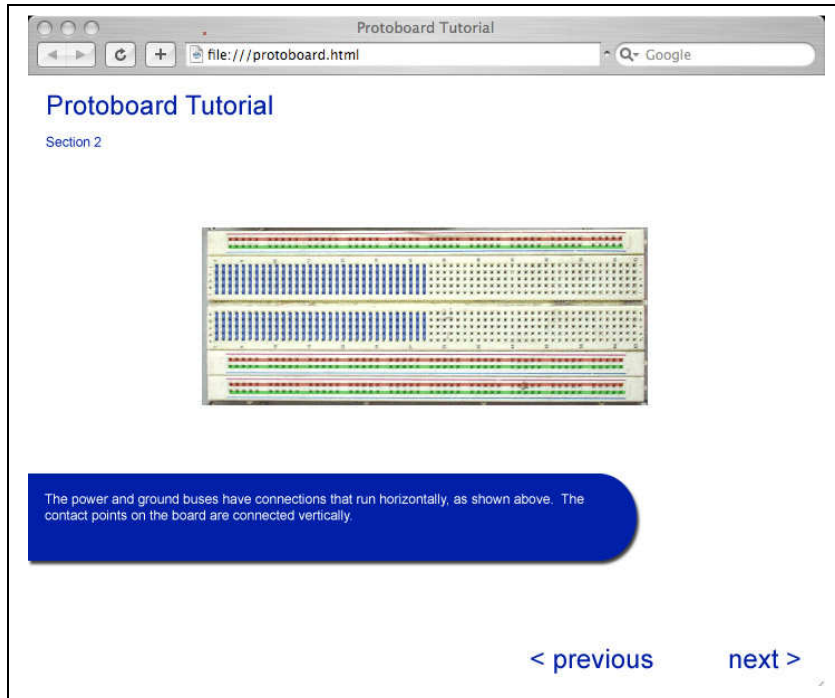 Protoboard Tutorial
file:///protoboard.html
Google
Protoboard Tutorial
Section 2
The power and ground buses have connections that run horizontally, as shown above. The
contact points on the board are connected vertically.
< previous
next >